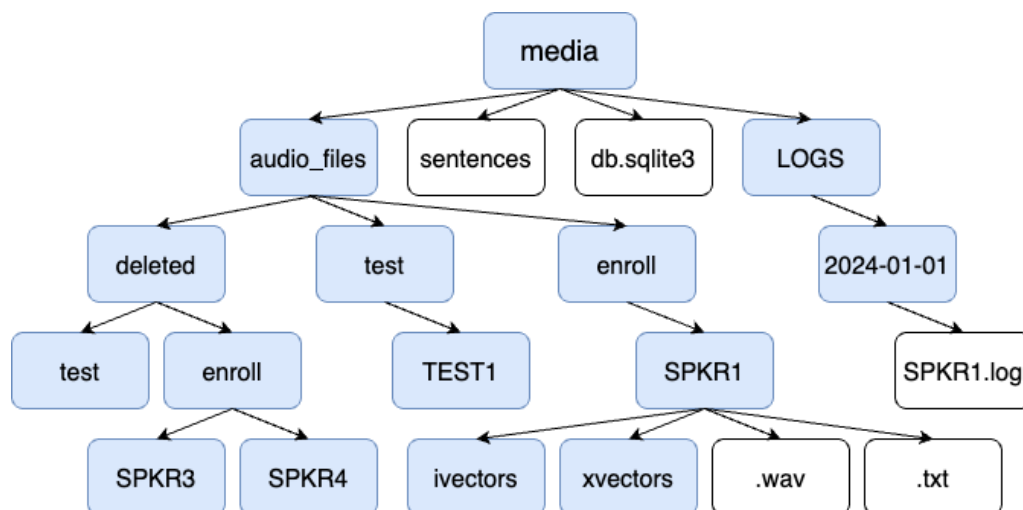 media
audio_files
sentences
db.sqlite3
LOGS
deleted
test
enroll
2024-01-01
test
enroll
TEST1
SPKR1
SPKR1.log
SPKR3
SPKR4
ivectors
xvectors
.wav
.txt